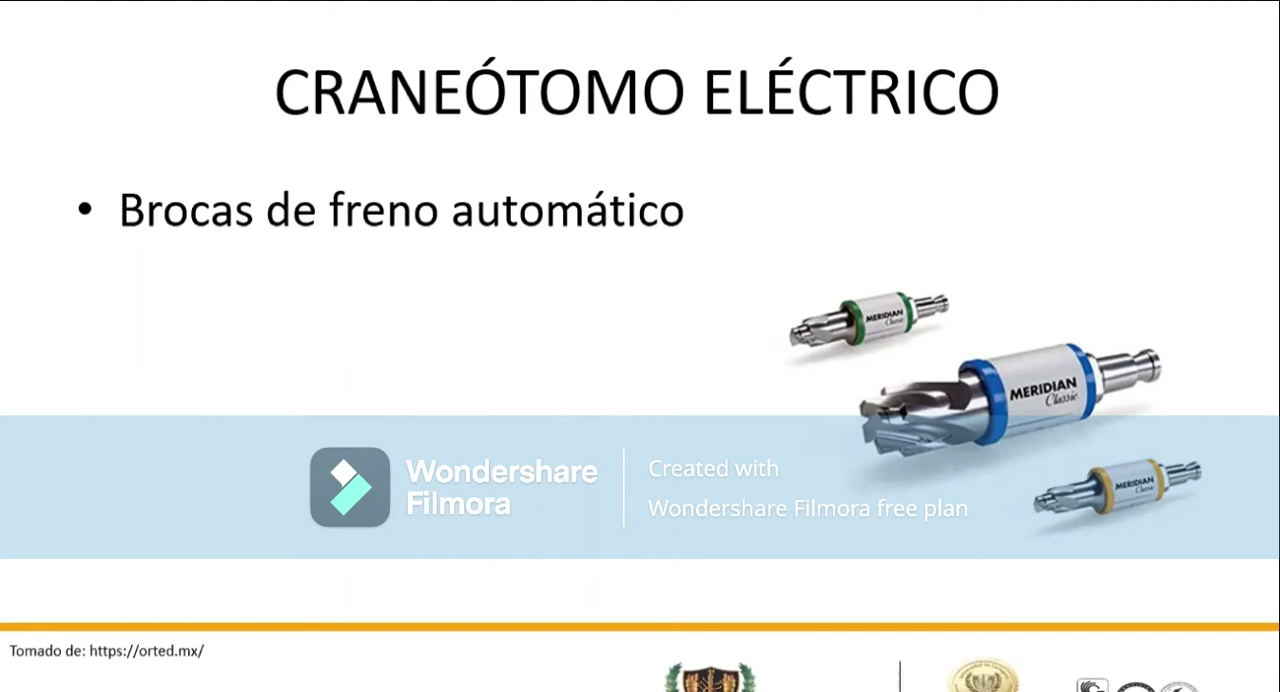 CRANEÓTOMO ELÉCTRICO
• Brocas de freno automático
MERIDIAN
Classic
MERIDIAN
Classic
Wondershare
Filmora
Created with
Wondershare Filmora free plan
MERIDIAN
Classic
Tomado de: https://orted.mx/